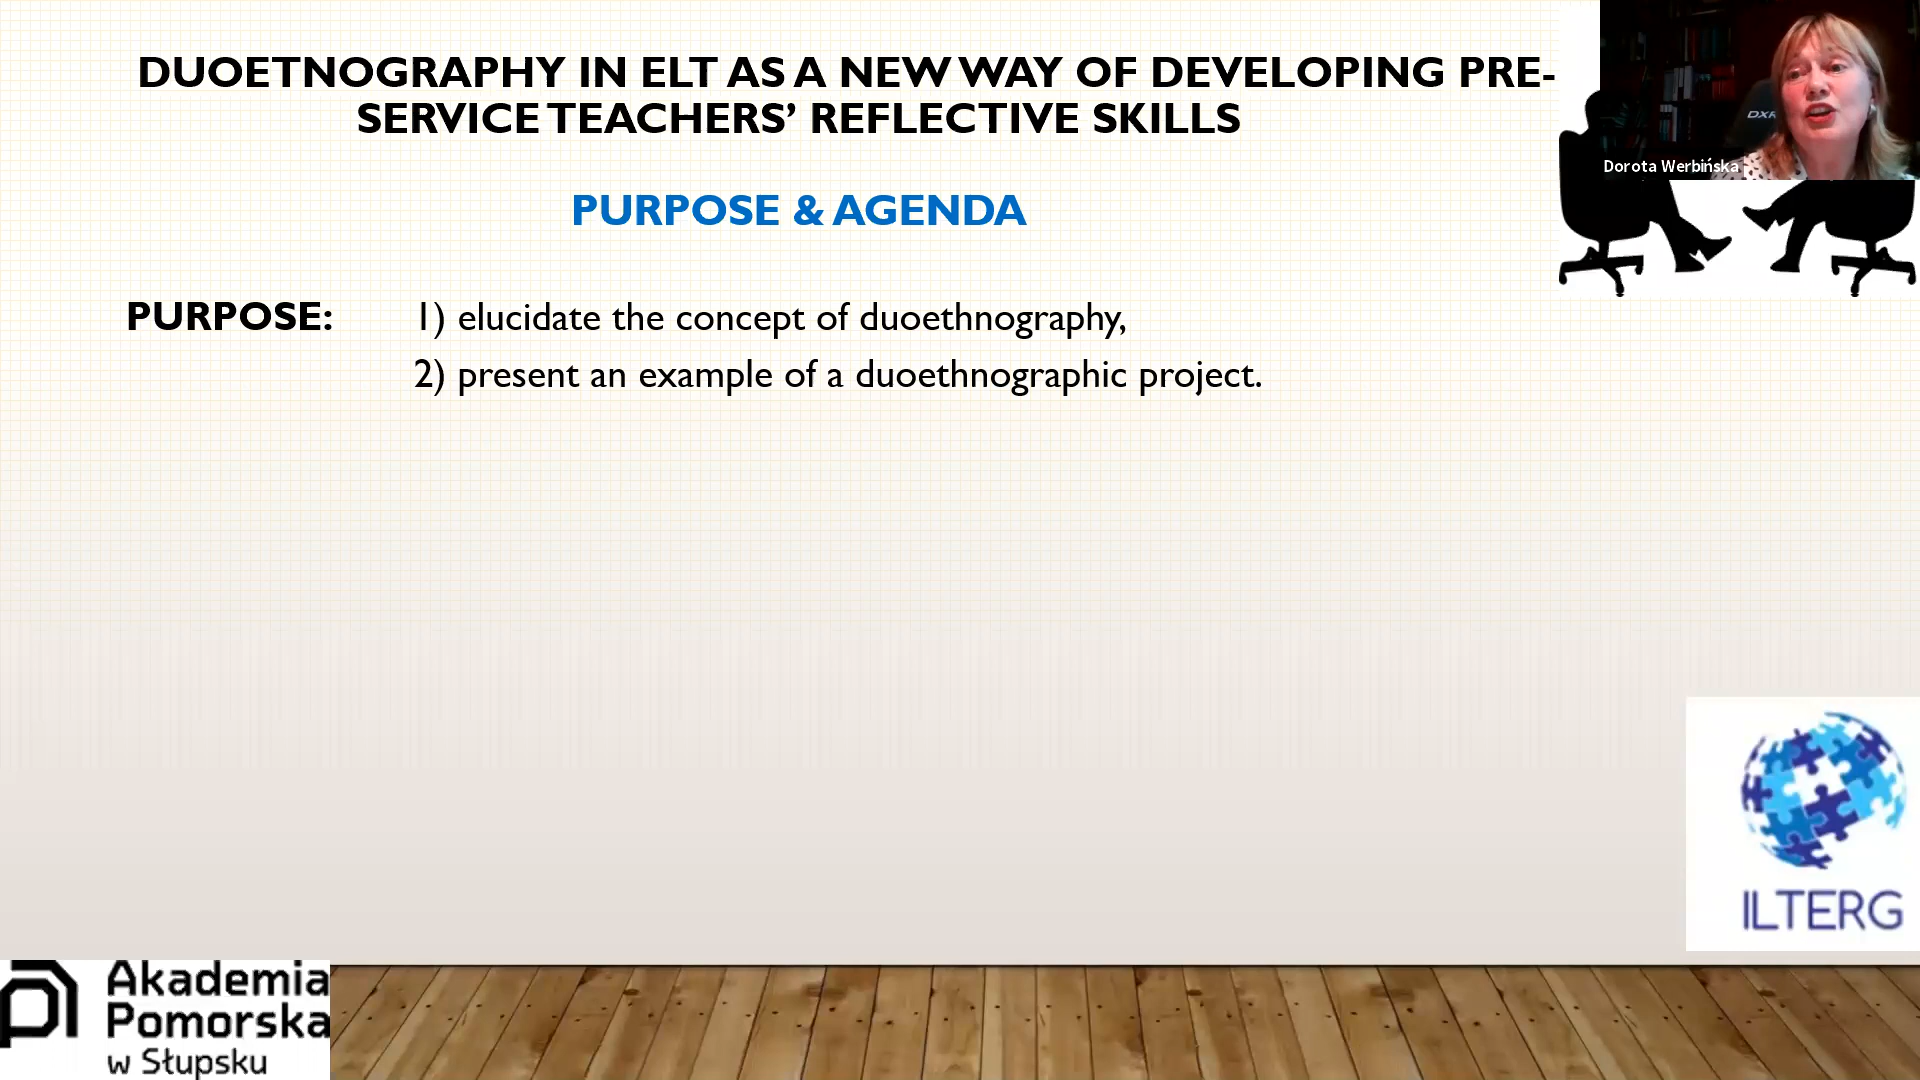 DUOETNOGRAPHY IN ELT AS A NEW WAY OF DEVELOPING PRE-
SERVICE TEACHERS’ REFLECTIVE SKILLS
PURPOSE & AGENDA
PURPOSE: 1) elucidate the concept of duoethnography,
2) present an example of a duoethnographic project.
Dorota Werbińska
ILTERG
Akademia
Pomorska
w Słupsku